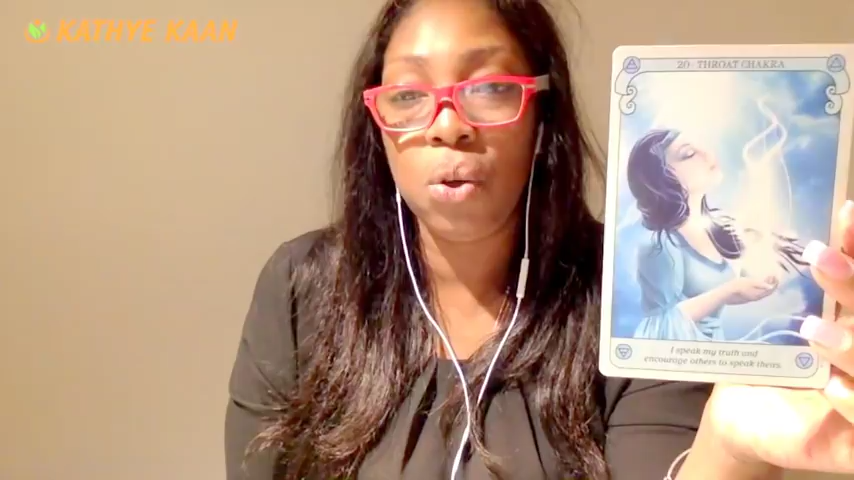 KATHYE KAAN
20 THROAT CHAKRA
I speak my truth and
encourage others to speak theirs.